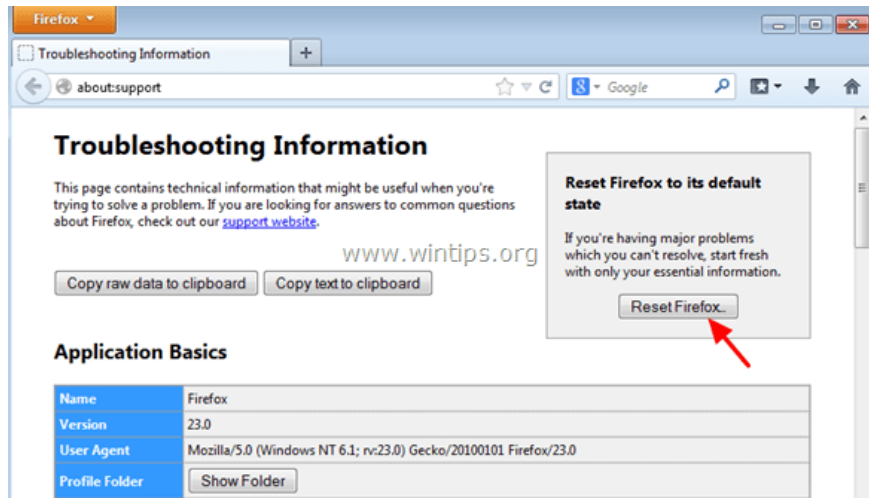 Firefox
Troubleshooting Information
about:support
Google
Troubleshooting Information
This page contains technical information that might be useful when you're
trying to solve a problem. If you are looking for answers to common questions
about Firefox, check out our support website.
Reset Firefox to its default
state
If you're having major problems
which you can't resolve, start fresh
with only your essential information.
Reset Firefox..
www.wintips.org
Copy raw data to clipboard Copy text to clipboard
Application Basics
Name Firefox
Version 23.0
User Agent Mozilla/5.0 (Windows NT 6.1; rv:23.0) Gecko/20100101 Firefox/23.0
Profile Folder Show Folder